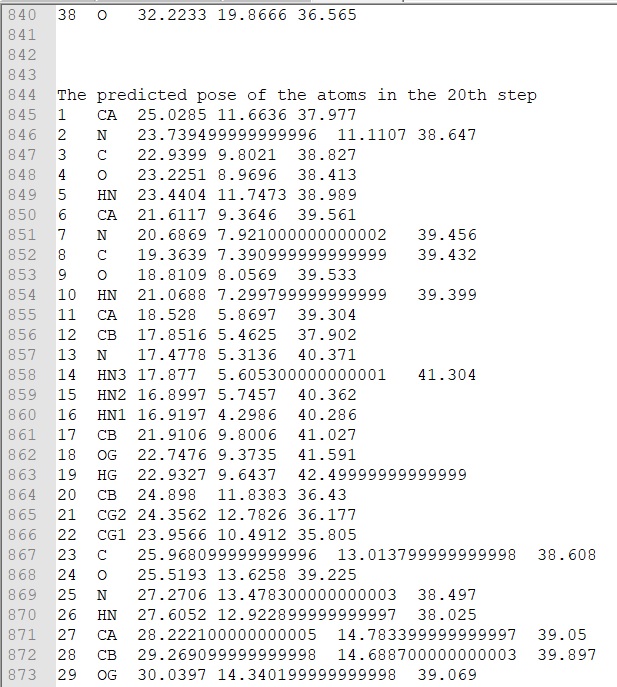 840 38 O 32.2233 19.8666 36.565
841
842
843
844 The predicted pose of the atoms in the 20th step
845 1 CA 25.0285 11.6636 37.977
846 2 N 23.739499999999996 11.1107 38.647
847 3 C 22.9399 9.8021 38.827
848 4 O 23.2251 8.9696 38.413
849 5 HN 23.4404 11.7473 38.989
850 6 CA 21.6117 9.3646 39.561
851 7 N 20.6869 7.921000000000002 39.456
852 8 C 19.3639 7.390999999999999 39.432
853 9 O 18.8109 8.0569 39.533
854 10 HN 21.0688 7.299799999999999 39.399
855 11 CA 18.528 5.8697 39.304
856 12 CB 17.8516 5.4625 37.902
857 13 N 17.4778 5.3136 40.371
858 14 HN3 17.877 5.605300000000001 41.304
859 15 HN2 16.8997 5.7457 40.362
860 16 HN1 16.9197 4.2986 40.286
861 17 CB 21.9106 9.8006 41.027
862 18 OG 22.7476 9.3735 41.591
863 19 HG 22.9327 9.6437 42.49999999999999
864 20 CB 24.898 11.8383 36.43
865 21 CG2 24.3562 12.7826 36.177
866 22 CG1 23.9566 10.4912 35.805
867 23 C 25.968099999999996 13.013799999999998 38.608
868 24 O 25.5193 13.6258 39.225
869 25 N 27.2706 13.478300000000003 38.497
870 26 HN 27.6052 12.922899999999997 38.025
871 27 CA 28.222100000000005 14.783399999999997 39.05
872 28 CB 29.269099999999998 14.688700000000003 39.897
873 29 OG 30.0397 14.340199999999998 39.069